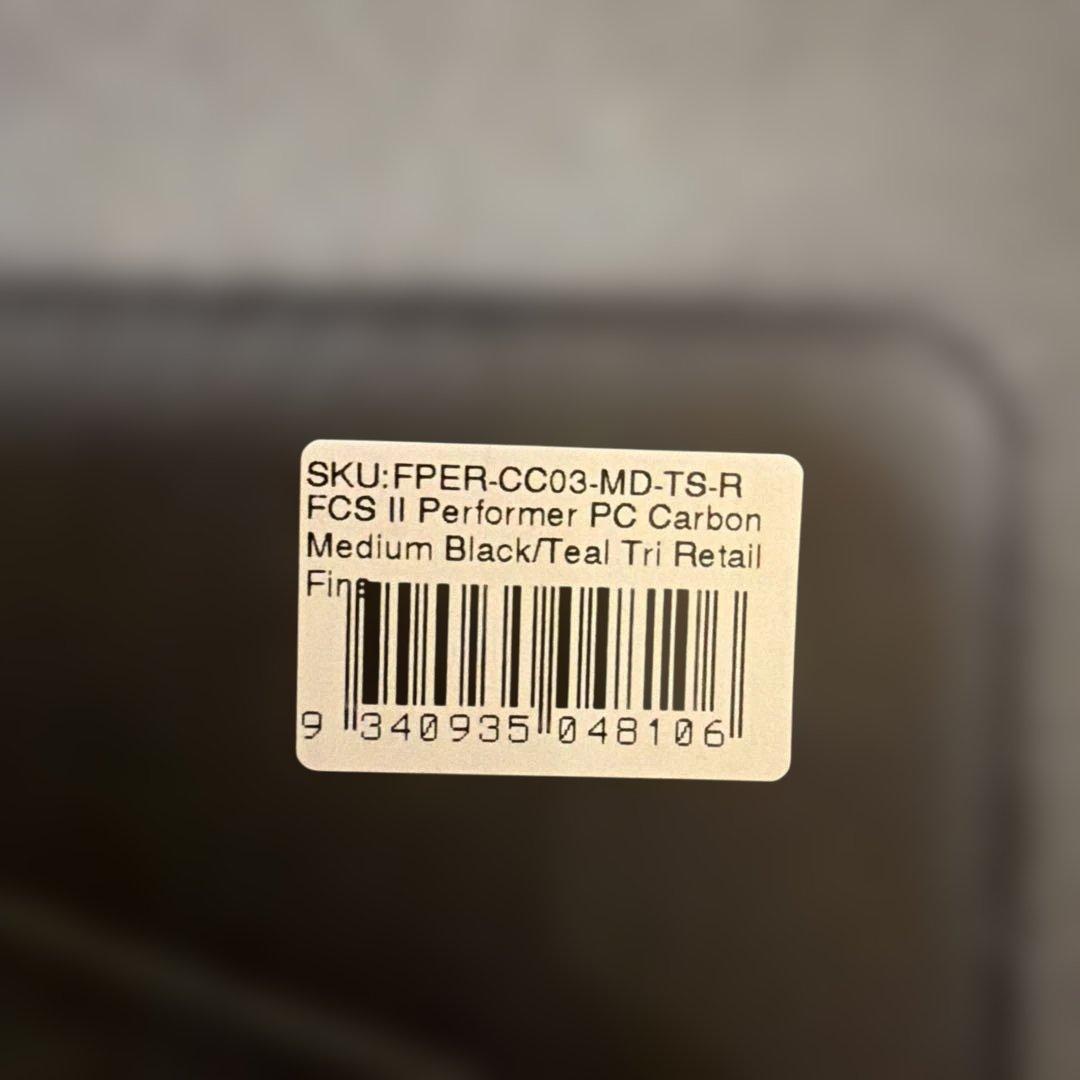 SKU:FPER-CC03-MD-TS-R
FCS II Performer PC Carbon
Medium Black/Teal Tri Retail
Fins
9 340935 048106